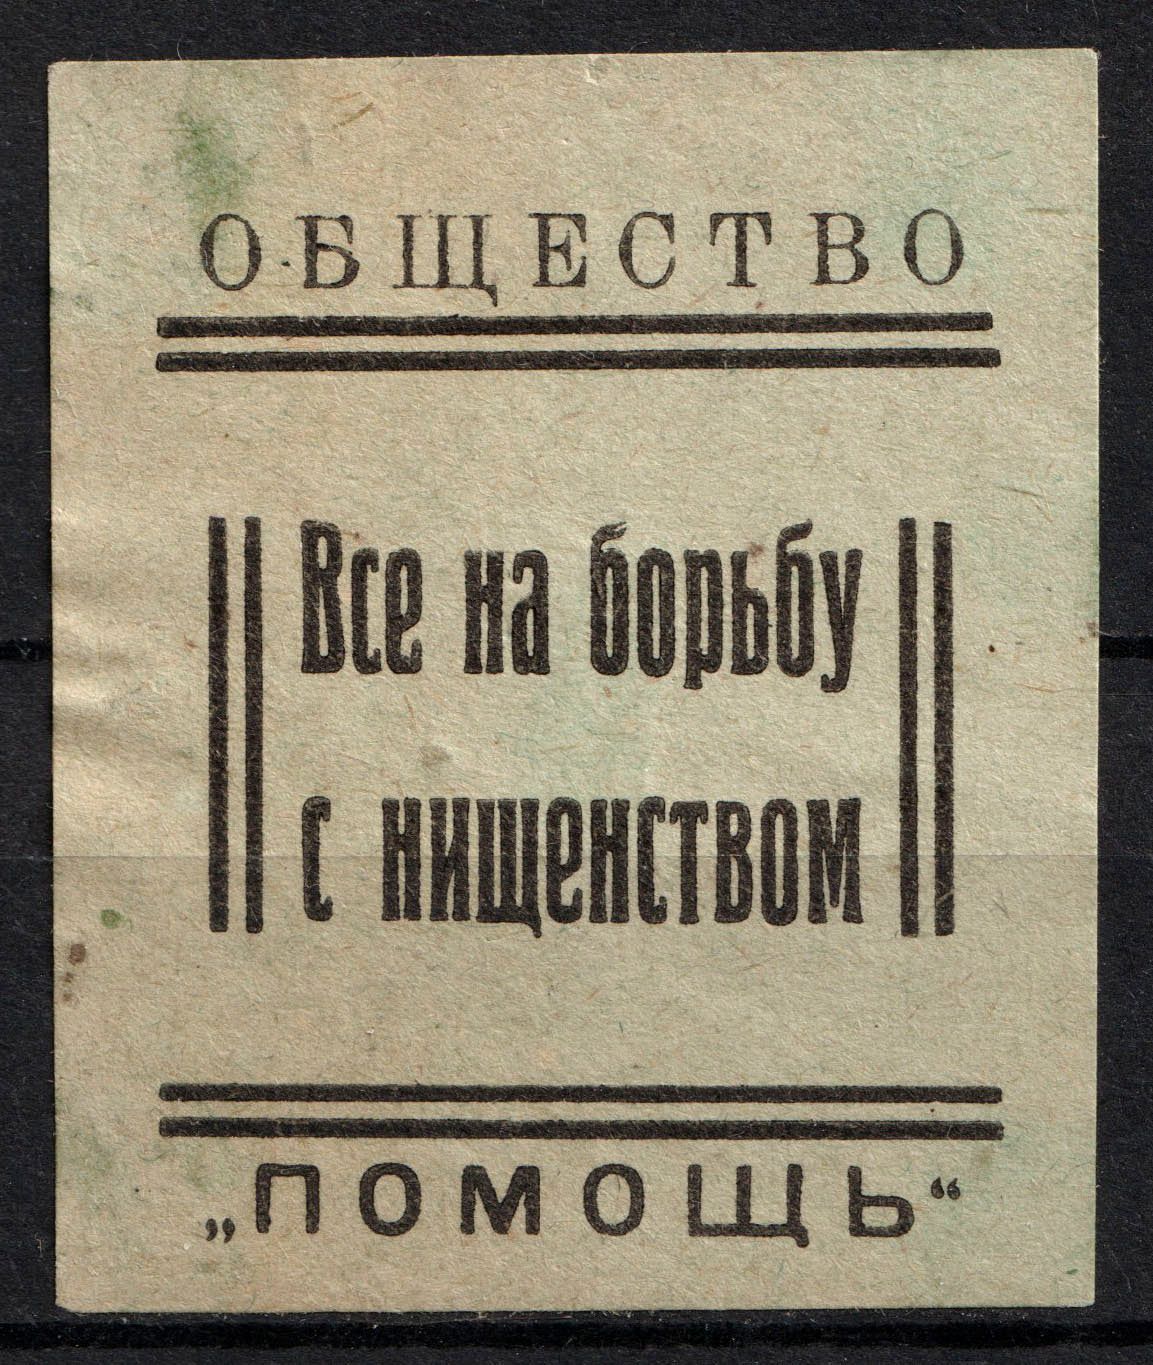 ОБЩЕСТВО
Все на борьбу
с нищенством
„ПОМОЩЬ“